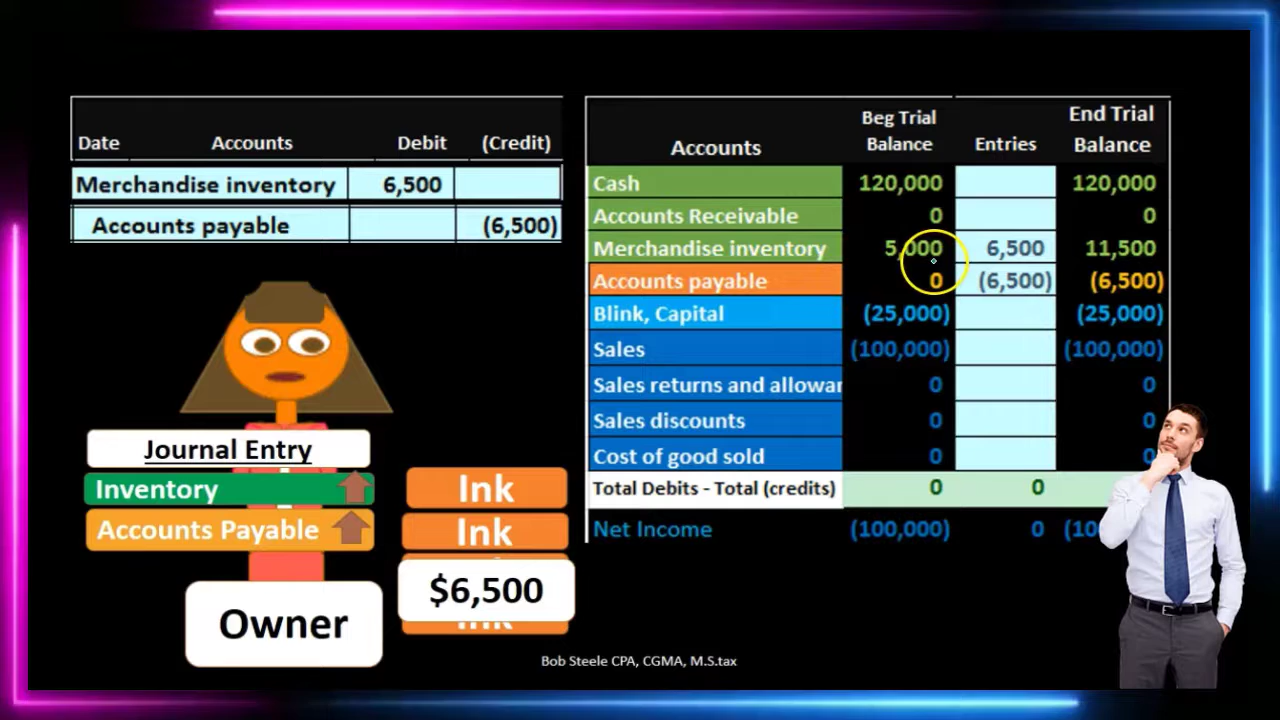 Date Accounts Debit (Credit)
Merchandise inventory 6,500
Accounts payable (6,500)
Journal Entry
Inventory
Accounts Payable
Owner
Ink
Ink
$6,500
Ink
Accounts Beg Trial Balance Entries End Trial Balance
Cash 120,000 120,000
Accounts Receivable 0 0
Merchandise inventory 5,000 6,500 11,500
Accounts payable 0 (6,500) (6,500)
Blink, Capital (25,000) (25,000)
Sales (100,000) (100,000)
Sales returns and allowar 0 0
Sales discounts 0 0
Cost of good sold 0 0
Total Debits - Total (credits) 0 0
Net Income (100,000) 0 (10
Bob Steele CPA, CGMA, M.S.tax